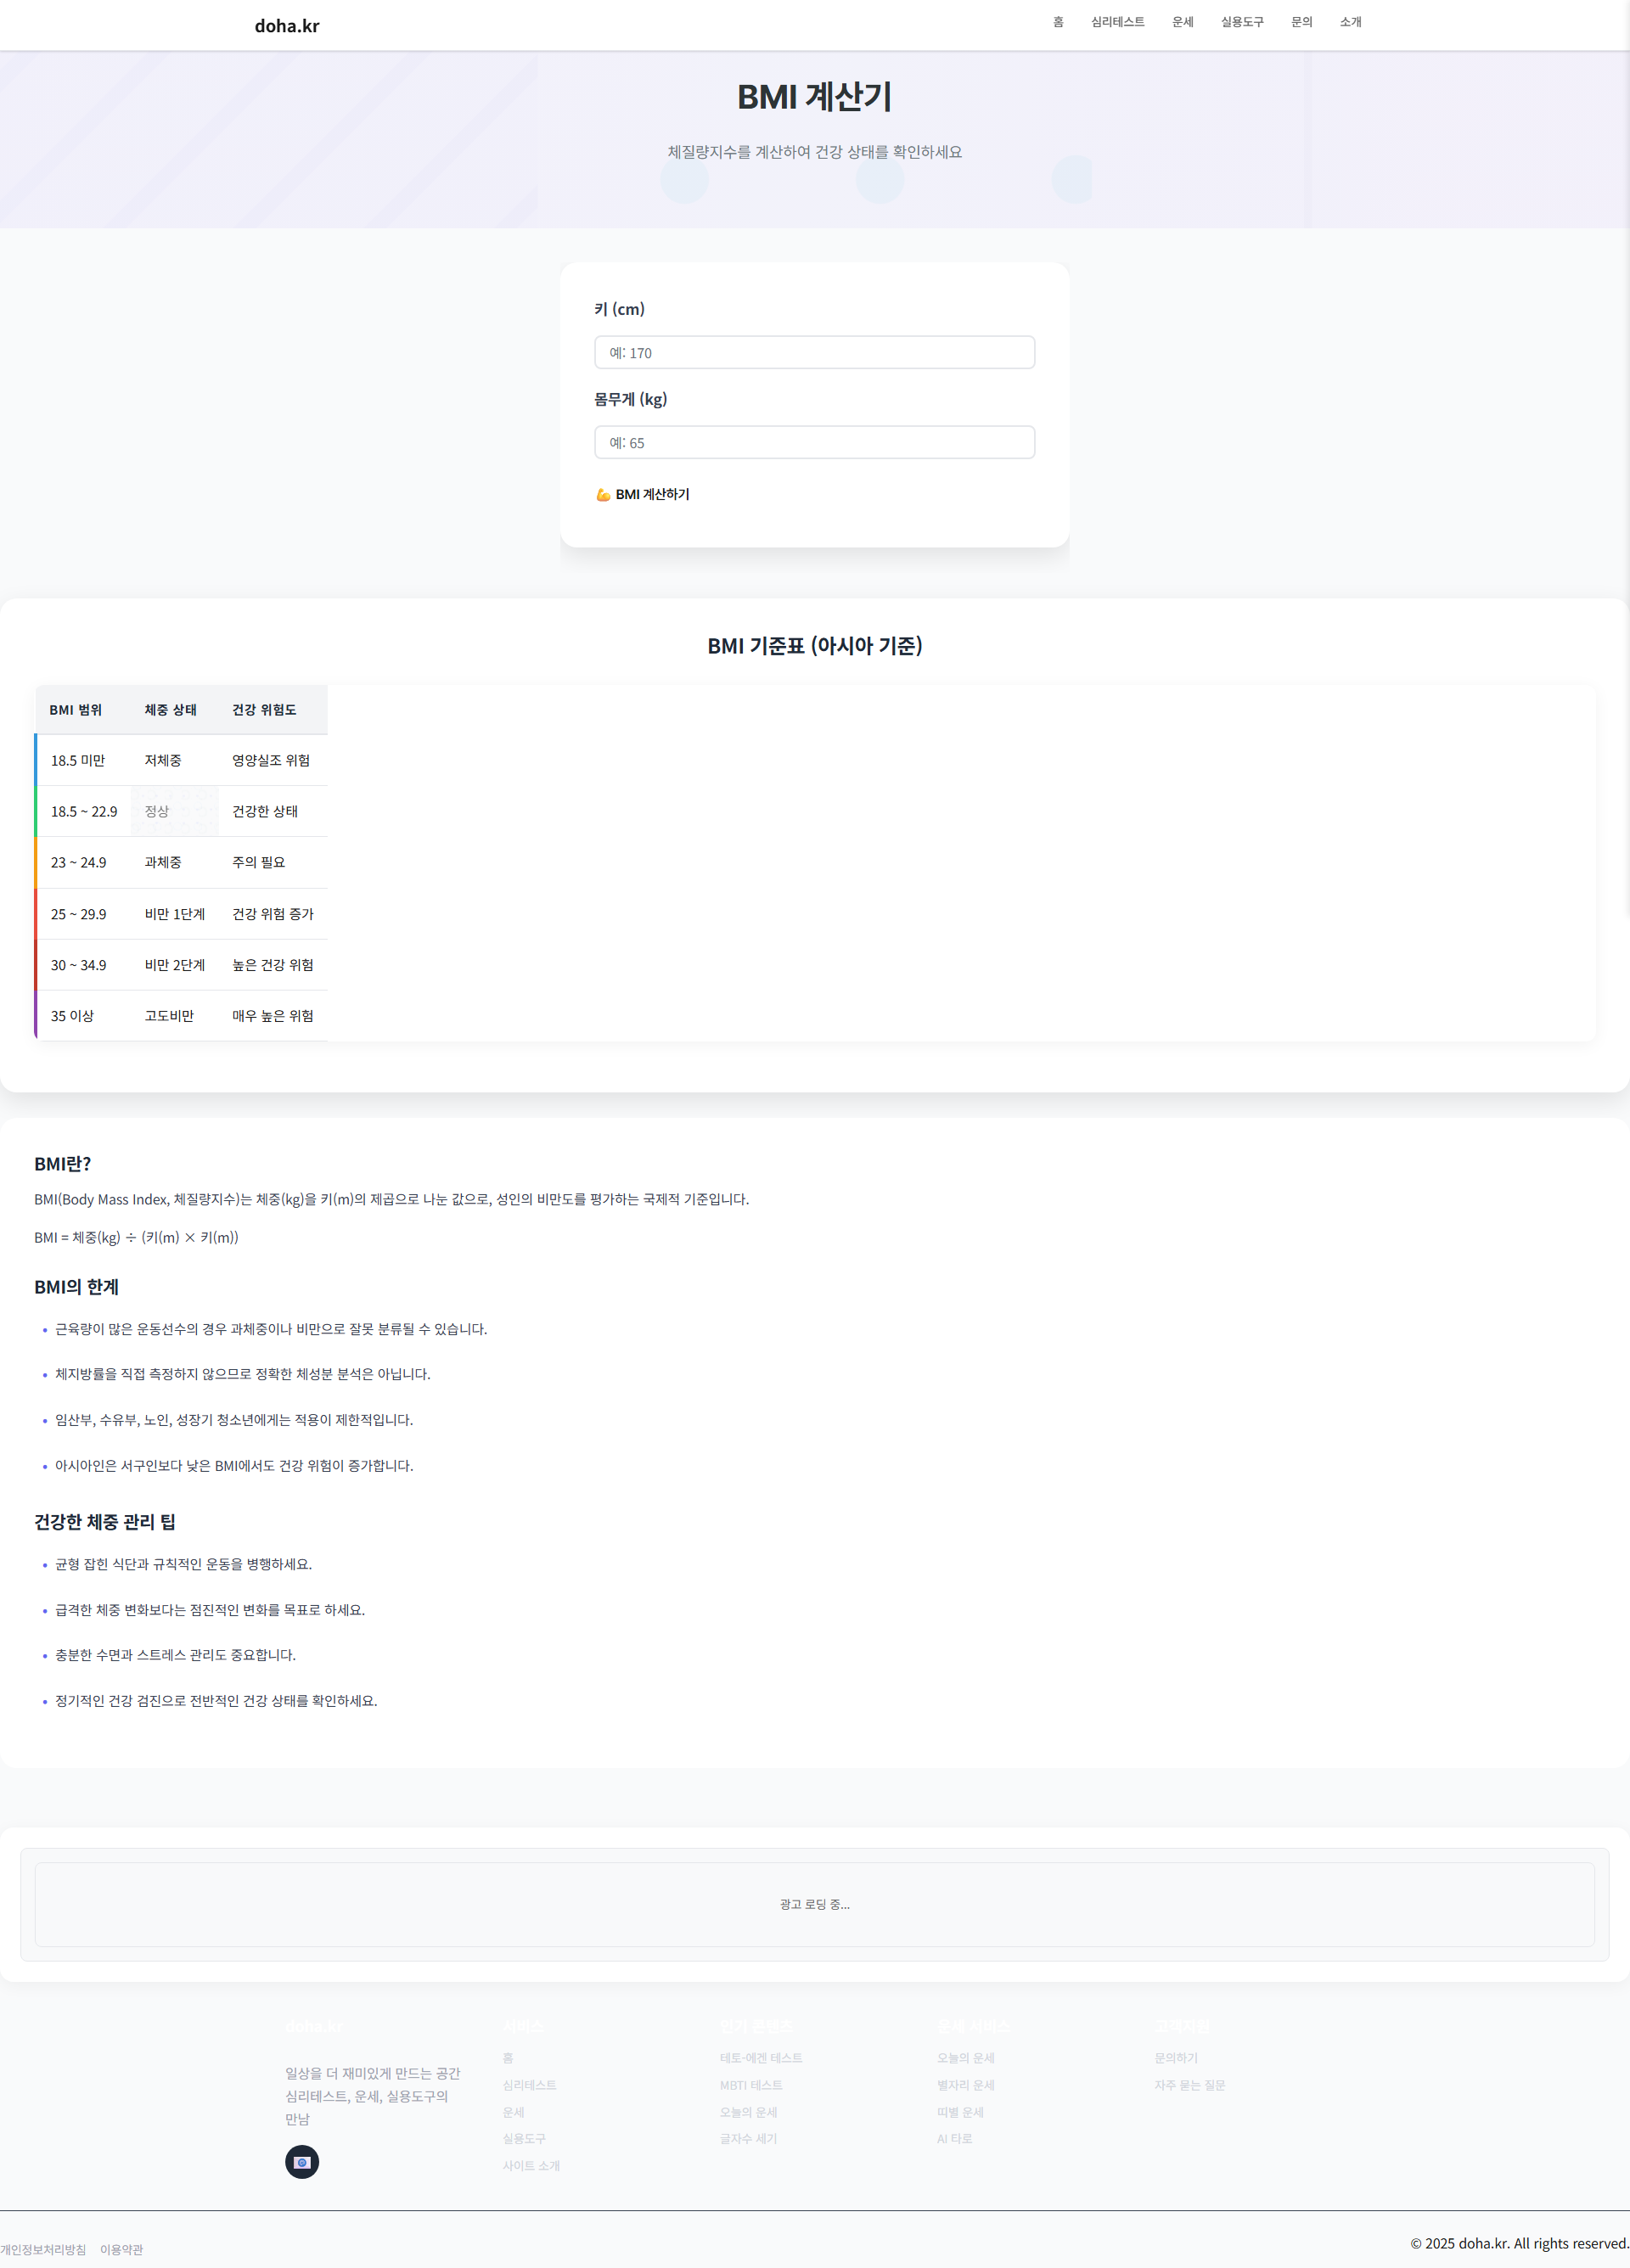 doha.kr
홈 심리테스트 운세 실용도구 문의 소개
BMI 계산기
체질량지수를 계산하여 건강 상태를 확인하세요
키 (cm)
예: 170
몸무게 (kg)
예: 65
💪 BMI 계산하기
BMI 기준표 (아시아 기준)
BMI 범위 체중 상태 건강 위험도
18.5 미만 저체중 영양실조 위험
18.5 ~ 22.9 정상 건강한 상태
23 ~ 24.9 과체중 주의 필요
25 ~ 29.9 비만 1단계 건강 위험 증가
30 ~ 34.9 비만 2단계 높은 건강 위험
35 이상 고도비만 매우 높은 위험
BMI란?
BMI(Body Mass Index, 체질량지수)는 체중(kg)을 키(m)의 제곱으로 나눈 값으로, 성인의 비만도를 평가하는 국제적 기준입니다.
BMI = 체중(kg) ÷ (키(m) × 키(m))
BMI의 한계
• 근육량이 많은 운동선수의 경우 과체중이나 비만으로 잘못 분류될 수 있습니다.
• 체지방률을 직접 측정하지 않으므로 정확한 체성분 분석은 아닙니다.
• 임산부, 수유부, 노인, 성장기 청소년에게는 적용이 제한적입니다.
• 아시아인은 서구인보다 낮은 BMI에서도 건강 위험이 증가합니다.
건강한 체중 관리 팁
• 균형 잡힌 식단과 규칙적인 운동을 병행하세요.
• 급격한 체중 변화보다는 점진적인 변화를 목표로 하세요.
• 충분한 수면과 스트레스 관리도 중요합니다.
• 정기적인 건강 검진으로 전반적인 건강 상태를 확인하세요.
광고 로딩 중...
doha.kr
일상을 더 재미있게 만드는 공간
심리테스트, 운세, 실용도구의
만남
서비스
홈
심리테스트
운세
실용도구
사이트 소개
인기 콘텐츠
테토-에겐 테스트
MBTI 테스트
오늘의 운세
글자수 세기
운세 서비스
오늘의 운세
별자리 운세
띠별 운세
AI 타로
고객지원
문의하기
자주 묻는 질문
개인정보처리방침 이용약관
© 2025 doha.kr. All rights reserved.